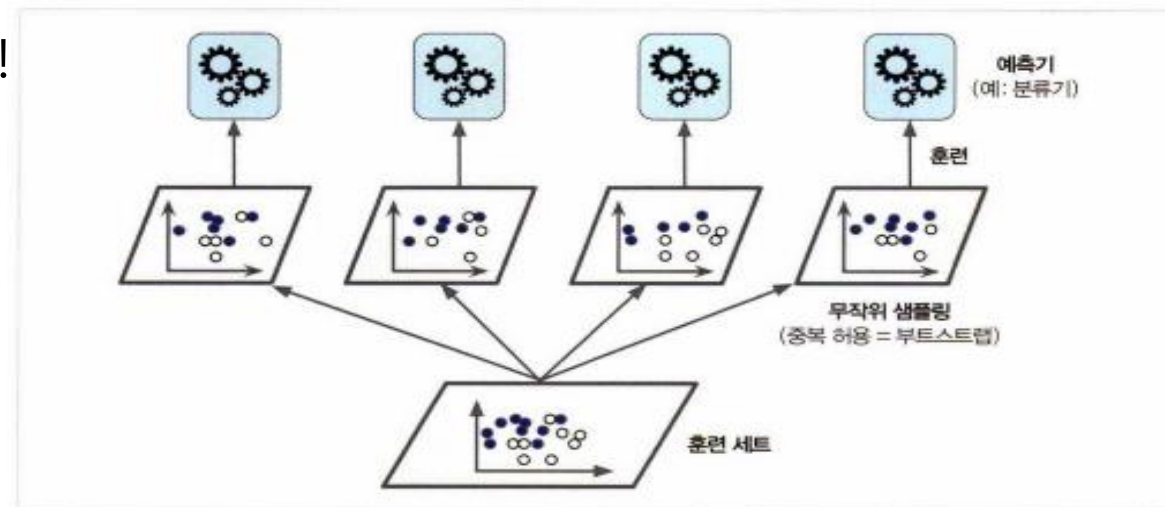 !
예측기
(예: 분류기)
훈련
무작위 샘플링
(중복 허용 = 부트스트랩)
훈련 세트